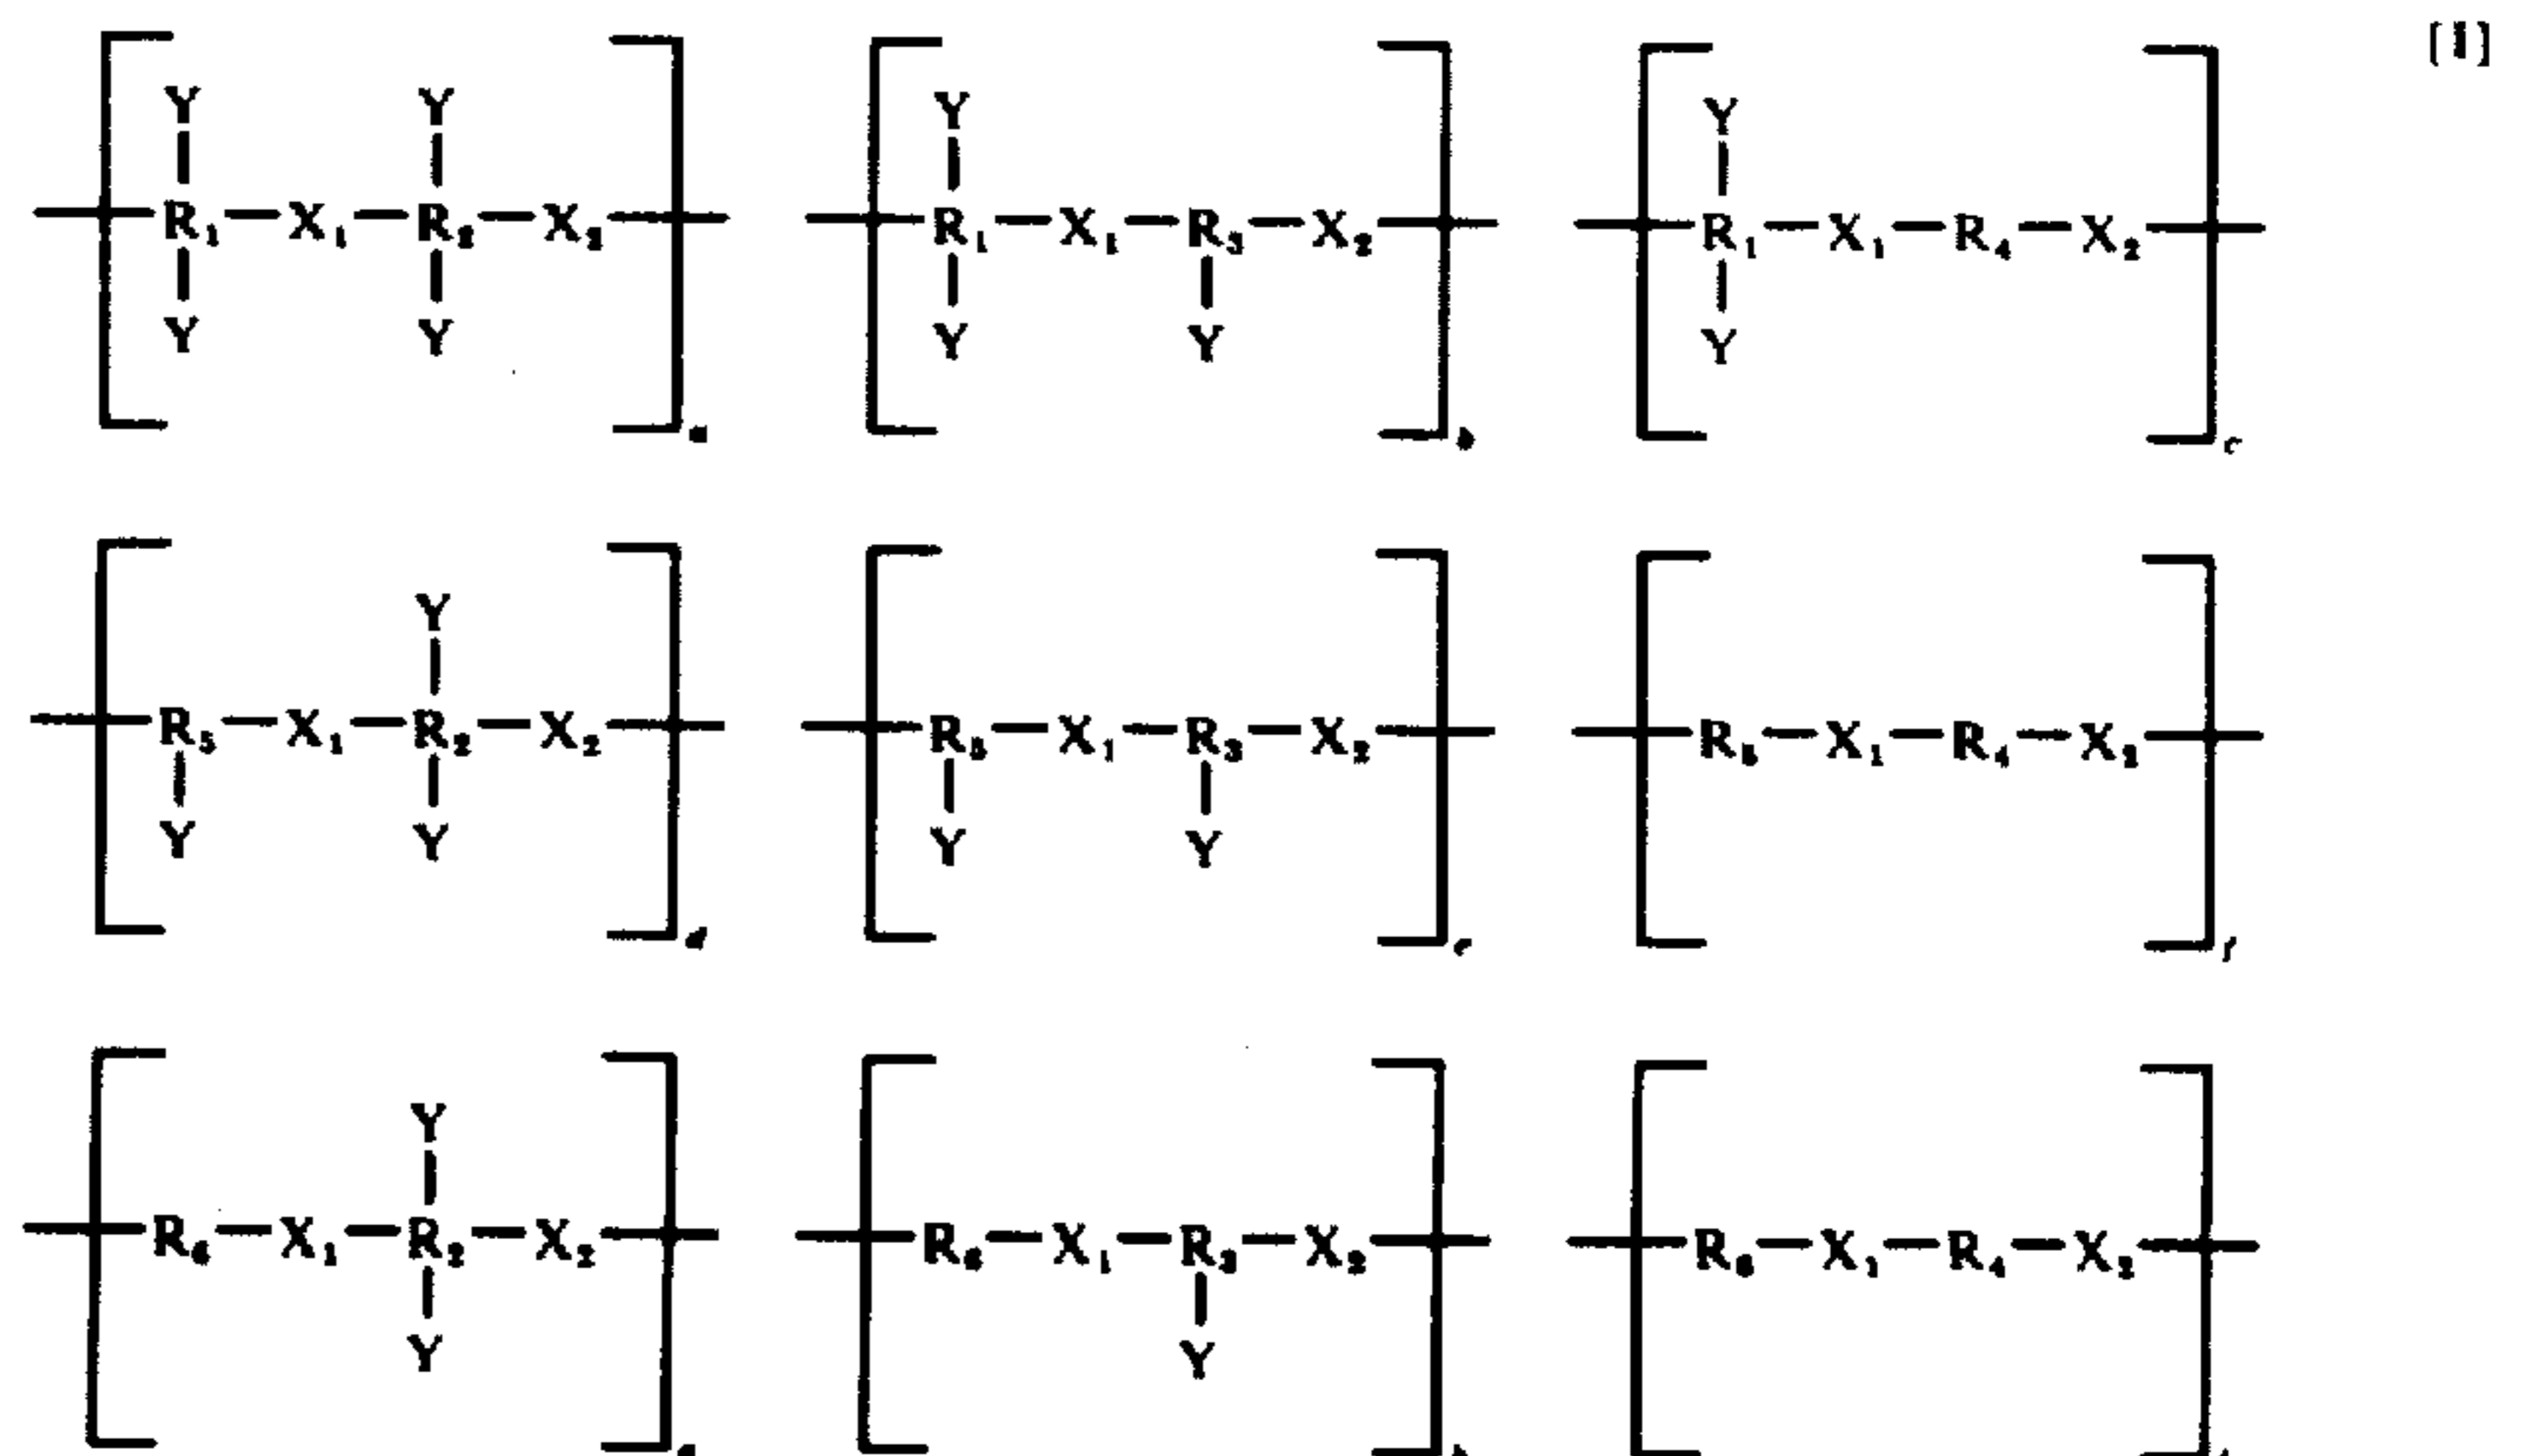 [1]
Y Y Y Y
R₁ — X₁ — R₂ — X₂ R₁ — X₁ — R₃ — X₂ R₁ — X₁ — R₄ — X₂
Y Y Y Y Y
a b c
Y
R₅ — X₁ — R₂ — X₂ R₅ — X₁ — R₃ — X₂ R₅ — X₁ — R₄ — X₂
Y Y Y Y
d e f
Y
R₆ — X₁ — R₂ — X₂ R₆ — X₁ — R₃ — X₂ R₆ — X₁ — R₄ — X₂
Y Y